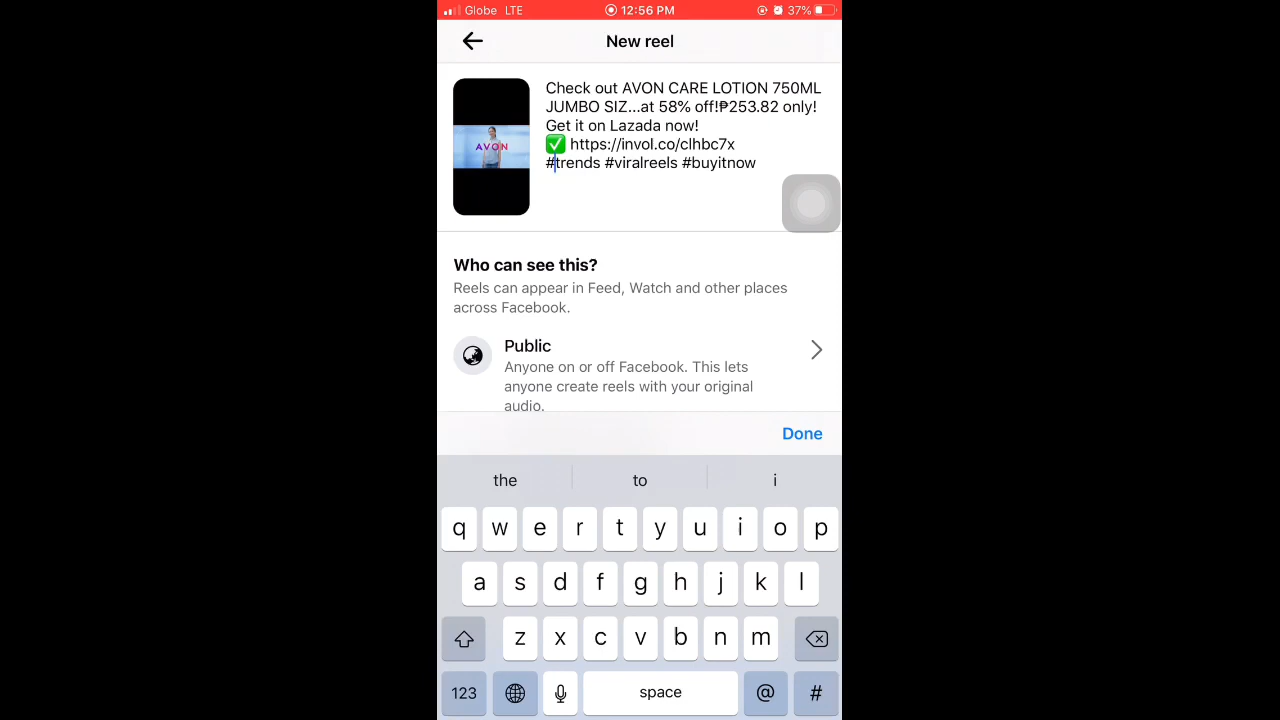 Globe LTE 12:56 PM 37%
New reel
AVON
Check out AVON CARE LOTION 750ML
JUMBO SIZ...at 58% off!₱253.82 only!
Get it on Lazada now!
✅ https://invol.co/clhbc7x
#trends #viralreels #buyitnow
Who can see this?
Reels can appear in Feed, Watch and other places
across Facebook.
Public
Anyone on or off Facebook. This lets
anyone create reels with your original
audio.
Done
the to i
q w e r t y u i o p
a s d f g h j k l
z x c v b n m
123 space @ #